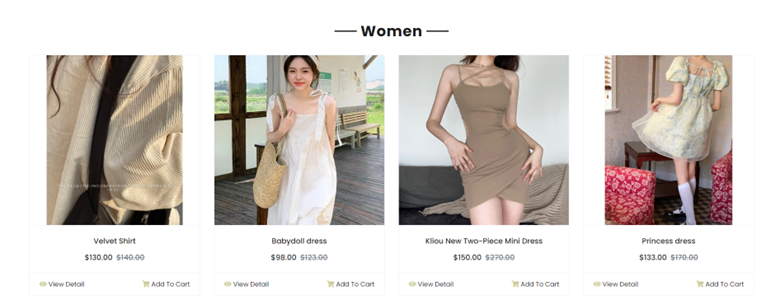 Women
Velvet Shirt
$130.00 $140.00
View Detail
Add To Cart
Babydoll dress
$98.00 $123.00
View Detail
Add To Cart
Kliou New Two-Piece Mini Dress
$150.00 $270.00
View Detail
Add To Cart
Princess dress
$133.00 $170.00
View Detail
Add To Cart